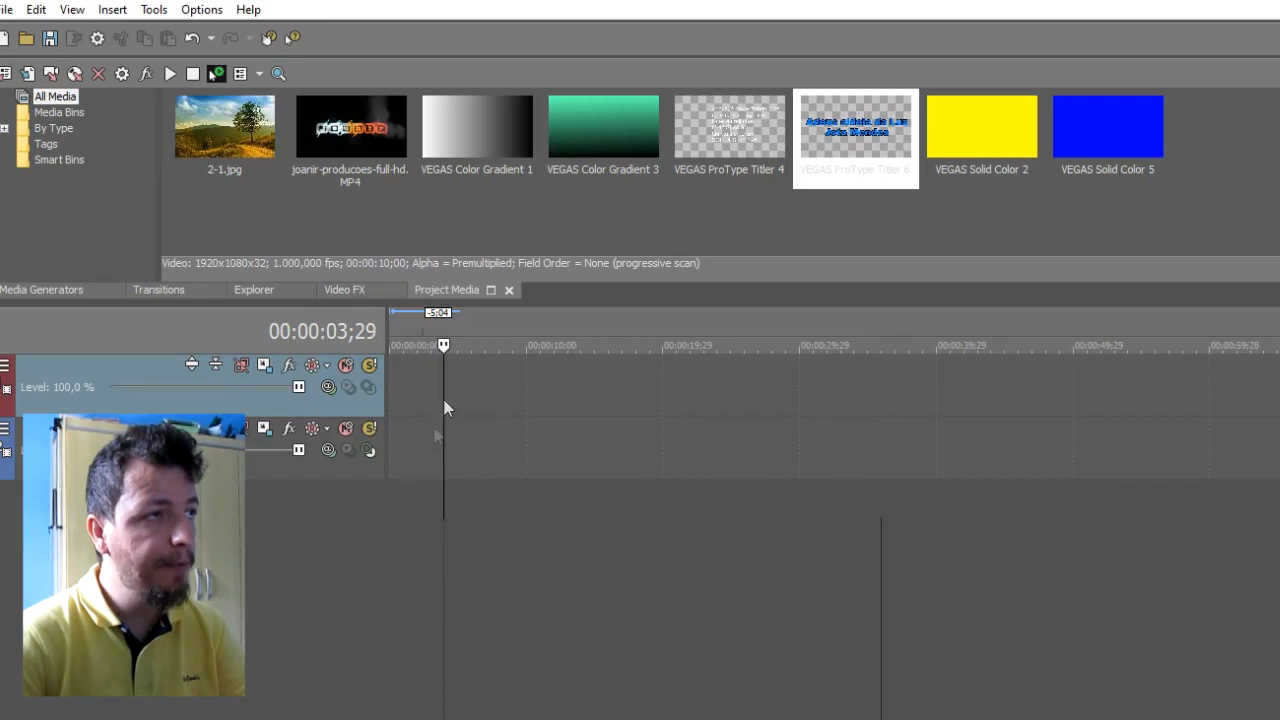 File Edit View Insert Tools Options Help
All Media
Media Bins
By Type
Tags
Smart Bins
2-1.jpg
joanir-producoes-full-hd.
MP4
VEGAS Color Gradient 1
VEGAS Color Gradient 3
VEGAS ProType Titler 4
Jota Mendes
VEGAS ProType Titler 6
VEGAS Solid Color 2
VEGAS Solid Color 5
Video: 1920x1080x32; 1.000,000 fps; 00:00:10;00; Alpha = Premultiplied; Field Order = None (progressive scan)
Media Generators Transitions Explorer Video FX Project Media
-5:04
00:00:03;29
00:00:10:00 00:00:19;29 00:00:29;29 00:00:39;29 00:00:49;29 00:00:59;28
Level: 100,0 %